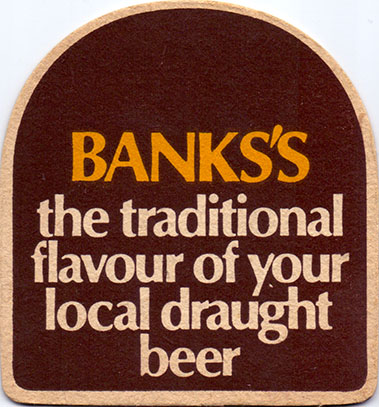 BANKS'S
the traditional
flavour of your
local draught
beer